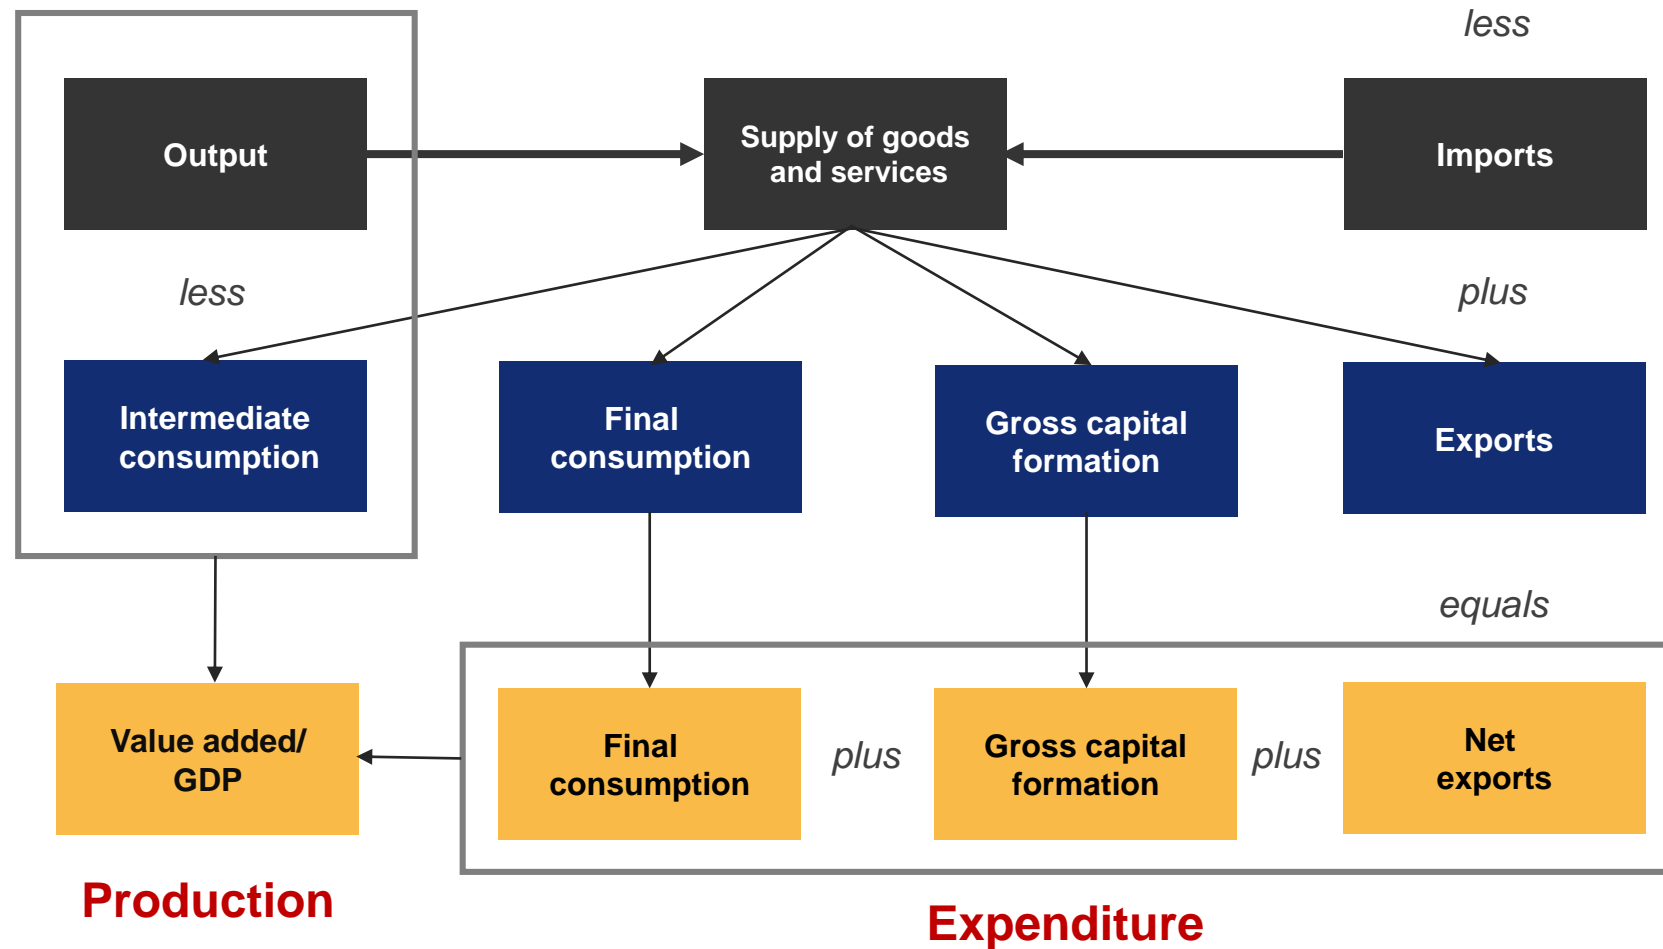 less
Output
Supply of goods
and services
Imports
less
plus
Intermediate
consumption
Final
consumption
Gross capital
formation
Exports
equals
Value added/
GDP
Final
consumption
plus
Gross capital
formation
plus
Net
exports
Production
Expenditure